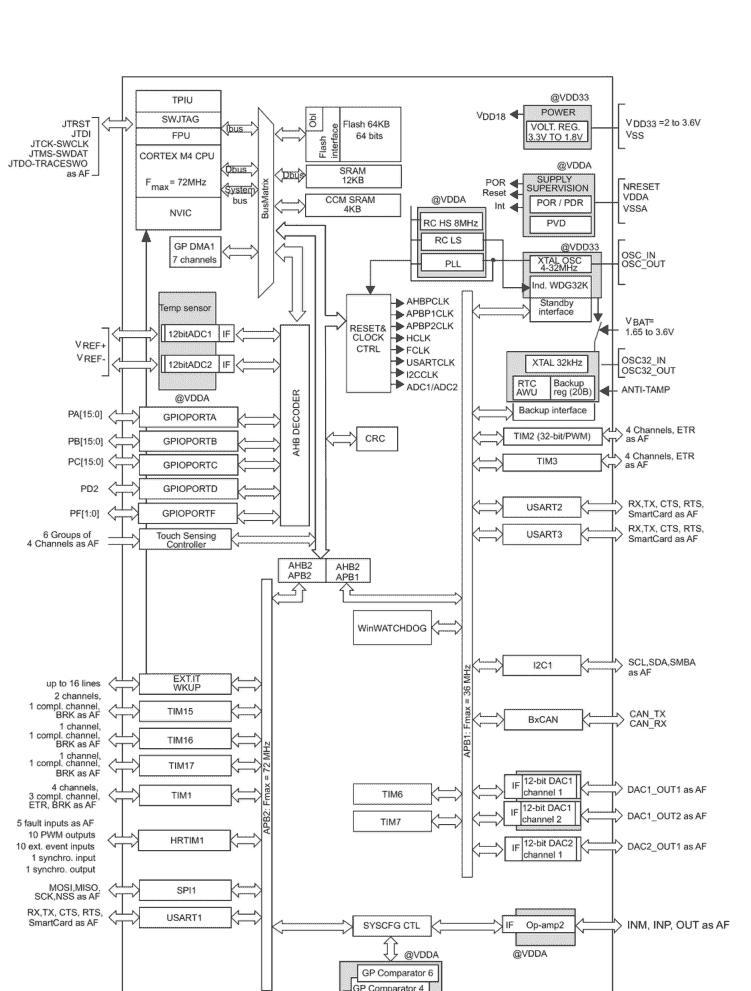 TPIU
SWJTAG
FPU
CORTEX M4 CPU
Fmax = 72MHz
NVIC
JTRST
JTDI
JTCK-SWCLK
JTMS-SWDAT
JTDO-TRACESWO
as AF
Ibus
Dbus
System
bus
BusMatrix
GP DMA1
7 channels
Obl
Flash
interface
Flash 64KB
64 bits
Dbus
SRAM
12KB
CCM SRAM
4KB
@VDD33
POWER
VOLT. REG.
3.3V TO 1.8V
VDD18
VDD33 =2 to 3.6V
VSS
@VDDA
SUPPLY
SUPERVISION
POR / PDR
PVD
POR
Reset
Int
NRESET
VDDA
VSSA
@VDDA
RC HS 8MHz
RC LS
PLL
@VDD33
XTAL OSC
4-32MHz
Ind. WDG32K
Standby
interface
OSC_IN
OSC_OUT
VBAT=
1.65 to 3.6V
RESET&
CLOCK
CTRL
AHBPCLK
APBP1CLK
APBP2CLK
HCLK
FCLK
USARTCLK
I2CCLK
ADC1/ADC2
XTAL 32kHz
RTC
AWU
Backup
reg (20B)
Backup interface
OSC32_IN
OSC32_OUT
ANTI-TAMP
Temp sensor
12bitADC1
IF
12bitADC2
IF
@VDDA
VREF+
VREF-
AHB DECODER
PA[15:0]
GPIOPORTA
PB[15:0]
GPIOPORTB
PC[15:0]
GPIOPORTC
PD2
GPIOPORTD
PF[1:0]
GPIOPORTF
6 Groups of
4 Channels as AF
Touch Sensing
Controller
CRC
TIM2 (32-bit/PWM)
4 Channels, ETR
as AF
TIM3
4 Channels, ETR
as AF
USART2
RX,TX, CTS, RTS,
SmartCard as AF
USART3
RX,TX, CTS, RTS,
SmartCard as AF
AHB2
APB2
AHB2
APB1
WinWATCHDOG
APB1: Fmax = 36 MHz
APB2: Fmax = 72 MHz
I2C1
SCL,SDA,SMBA
as AF
BxCAN
CAN_TX
CAN_RX
up to 16 lines
EXT.IT
WKUP
2 channels,
1 compl. channel,
BRK as AF
TIM15
1 channel,
1 compl. channel,
BRK as AF
TIM16
1 channel,
1 compl. channel,
BRK as AF
TIM17
4 channels,
3 compl. channel,
ETR, BRK as AF
TIM1
5 fault inputs as AF
10 PWM outputs
10 ext. event inputs
1 synchro. input
1 synchro. output
HRTIM1
MOSI,MISO,
SCK,NSS as AF
SPI1
RX,TX, CTS, RTS,
SmartCard as AF
USART1
TIM6
TIM7
IF
12-bit DAC1
channel 1
DAC1_OUT1 as AF
IF
12-bit DAC1
channel 2
DAC1_OUT2 as AF
IF
12-bit DAC2
channel 1
DAC2_OUT1 as AF
SYSCFG CTL
IF
Op-amp2
INM, INP, OUT as AF
@VDDA
@VDDA
GP Comparator 6
GP Comparator 4